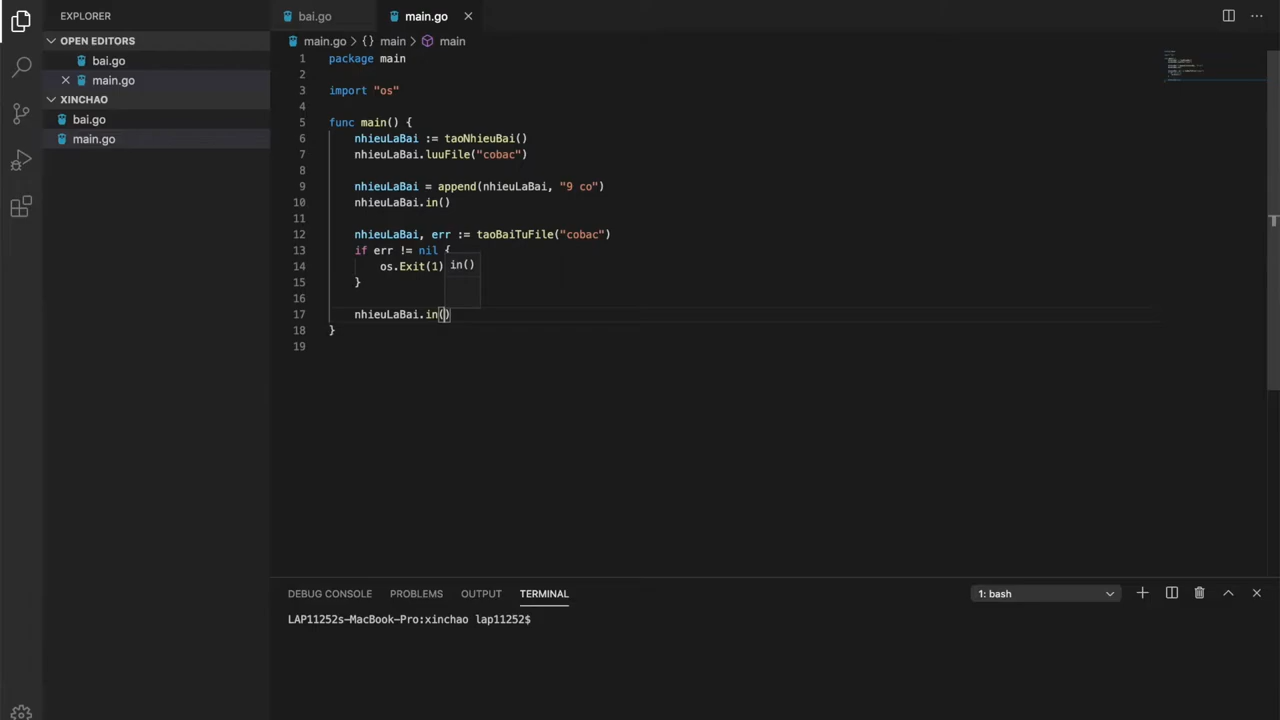 EXPLORER
bai.go
main.go
OPEN EDITORS
main.go > {} main > main
bai.go
1 package main
main.go
2
XINCHAO
3 import "os"
bai.go
4
main.go
5 func main() {
6 nhieuLaBai := taoNhieuBai()
7 nhieuLaBai.luuFile("cobac")
8
9 nhieuLaBai = append(nhieuLaBai, "9 co")
10 nhieuLaBai.in()
11
12 nhieuLaBai, err := taoBaiTuFile("cobac")
13 if err != nil {
14 os.Exit(1)
in()
15 }
16
17 nhieuLaBai.in()
18 }
19
DEBUG CONSOLE PROBLEMS OUTPUT TERMINAL
1: bash
LAP11252s-MacBook-Pro:xinchao lap11252$